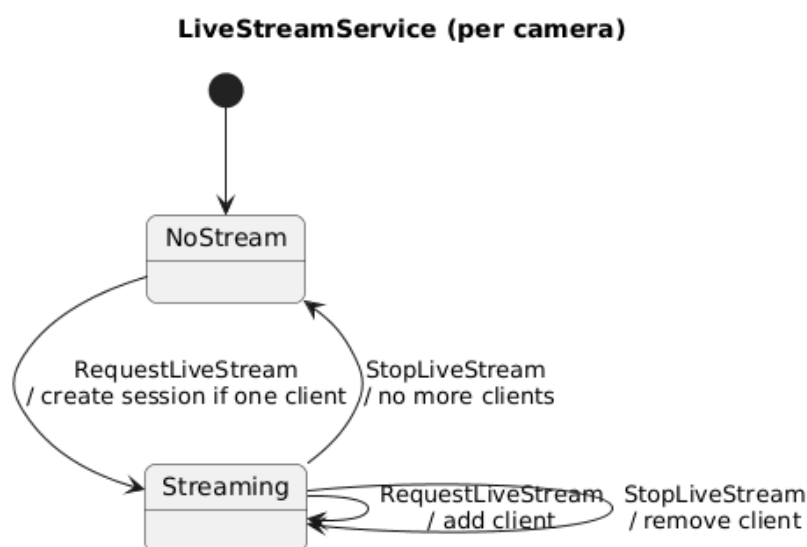 LiveStreamService (per camera)
NoStream
RequestLiveStream
/ create session if one client
StopLiveStream
/ no more clients
Streaming
RequestLiveStream
/ add client
StopLiveStream
/ remove client